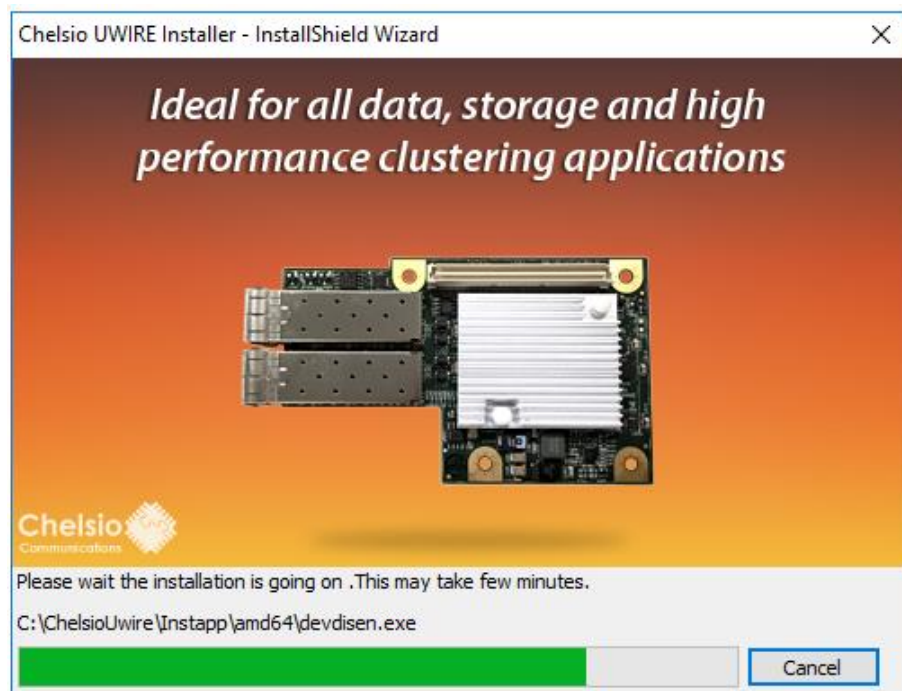 Chelsio UWIRE Installer - InstallShield Wizard
Ideal for all data, storage and high
performance clustering applications
Chelsio
Communications
Please wait the installation is going on .This may take few minutes.
C:\ChelsioUwire\Instapp\amd64\devdisen.exe
Cancel